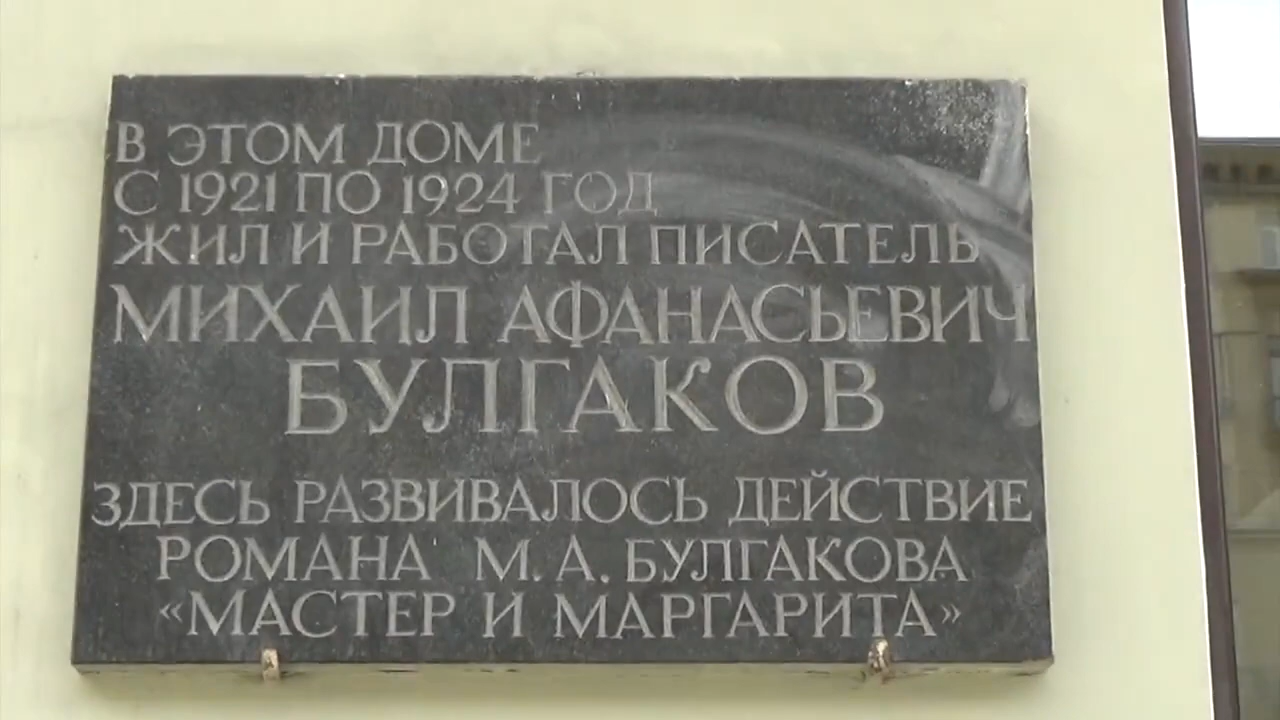 В ЭТОМ ДОМЕ
С 1921 ПО 1924 ГОД
ЖИЛ И РАБОТАЛ ПИСАТЕЛЬ
МИХАИЛ АФАНАСЬЕВИЧ
БУЛГАКОВ
ЗДЕСЬ РАЗВИВАЛОСЬ ДЕЙСТВИЕ
РОМАНА М. А. БУЛГАКОВА
«МАСТЕР И МАРГАРИТА»